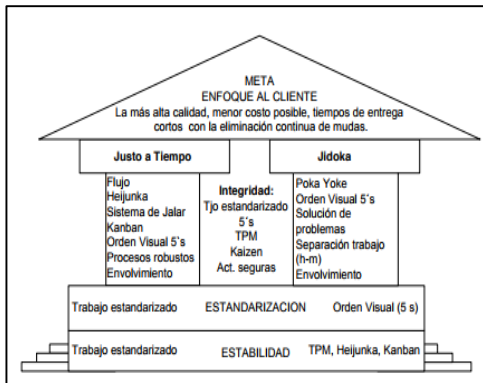 META
ENFOQUE AL CLIENTE
La más alta calidad, menor costo posible, tiempos de entrega
cortos con la eliminación continua de mudas.
Justo a Tiempo
Jidoka
Flujo
Heijunka
Sistema de Jalar
Kanban
Orden Visual 5`s
Procesos robustos
Envolvimiento
Integridad:
Tjo estandarizado
5´s
TPM
Kaizen
Act. seguras
Poka Yoke
Orden Visual 5´s
Solución de
problemas
Separación trabajo
(h-m)
Envolvimiento
Trabajo estandarizado ESTANDARIZACION Orden Visual (5 s)
Trabajo estandarizado ESTABILIDAD TPM, Heijunka, Kanban